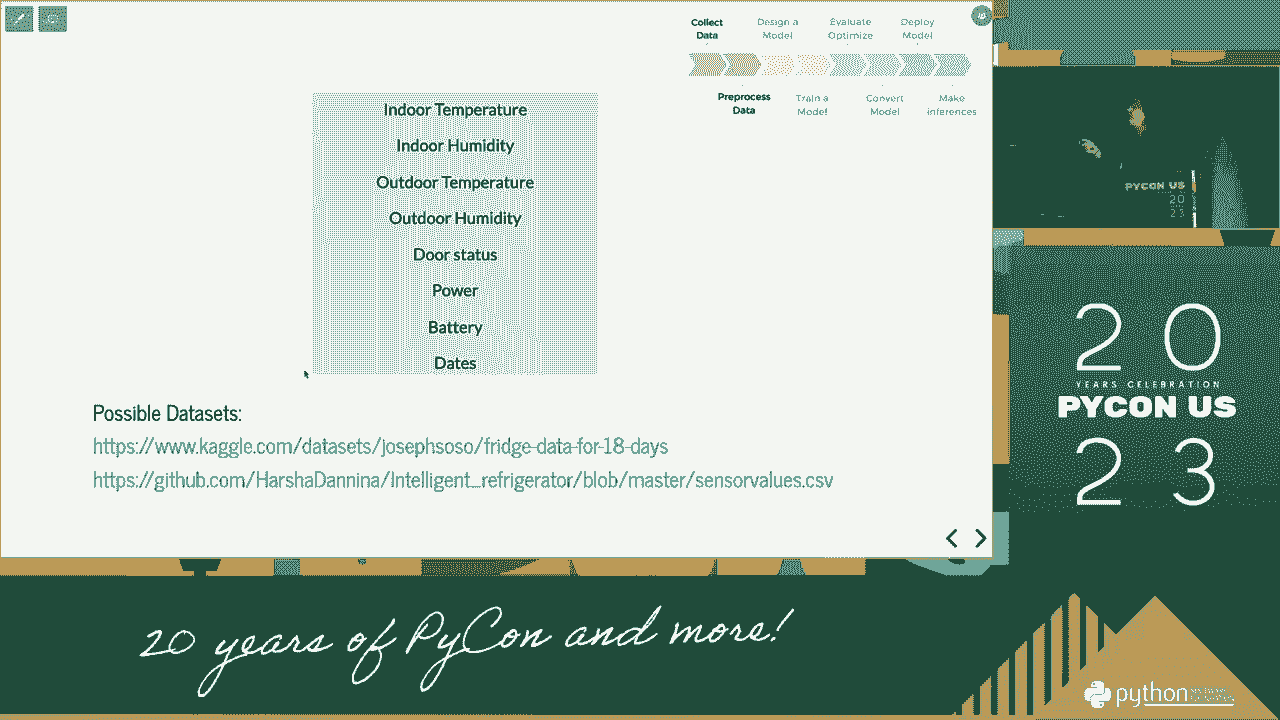 Collect
Data
Design a
Model
Evaluate
Optimize
Deploy
Model
Preprocess
Data
Train a
Model
Convert
Model
Make
inferences
Indoor Temperature
Indoor Humidity
Outdoor Temperature
Outdoor Humidity
Door status
Power
Battery
Dates
Possible Datasets:
https://www.kaggle.com/datasets/josephsoso/fridge-data-for-18-days
https://github.com/HarshaDannina/Intelligent_refrigerator/blob/master/sensorvalues.csv
PYCON US
20
23
20
YEARS CELEBRATION
PYCON US
23
20 years of PyCon and more!
python